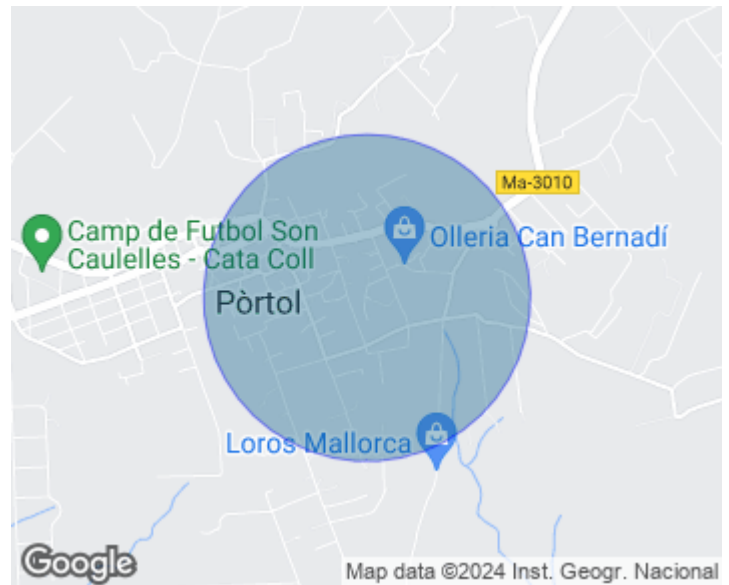 Ma-3010
Camp de Futbol Son
Caulelles - Cata Coll
Olleria Can Bernadí
Pòrtol
Loros Mallorca
Google
Map data ©2024 Inst. Geogr. Nacional